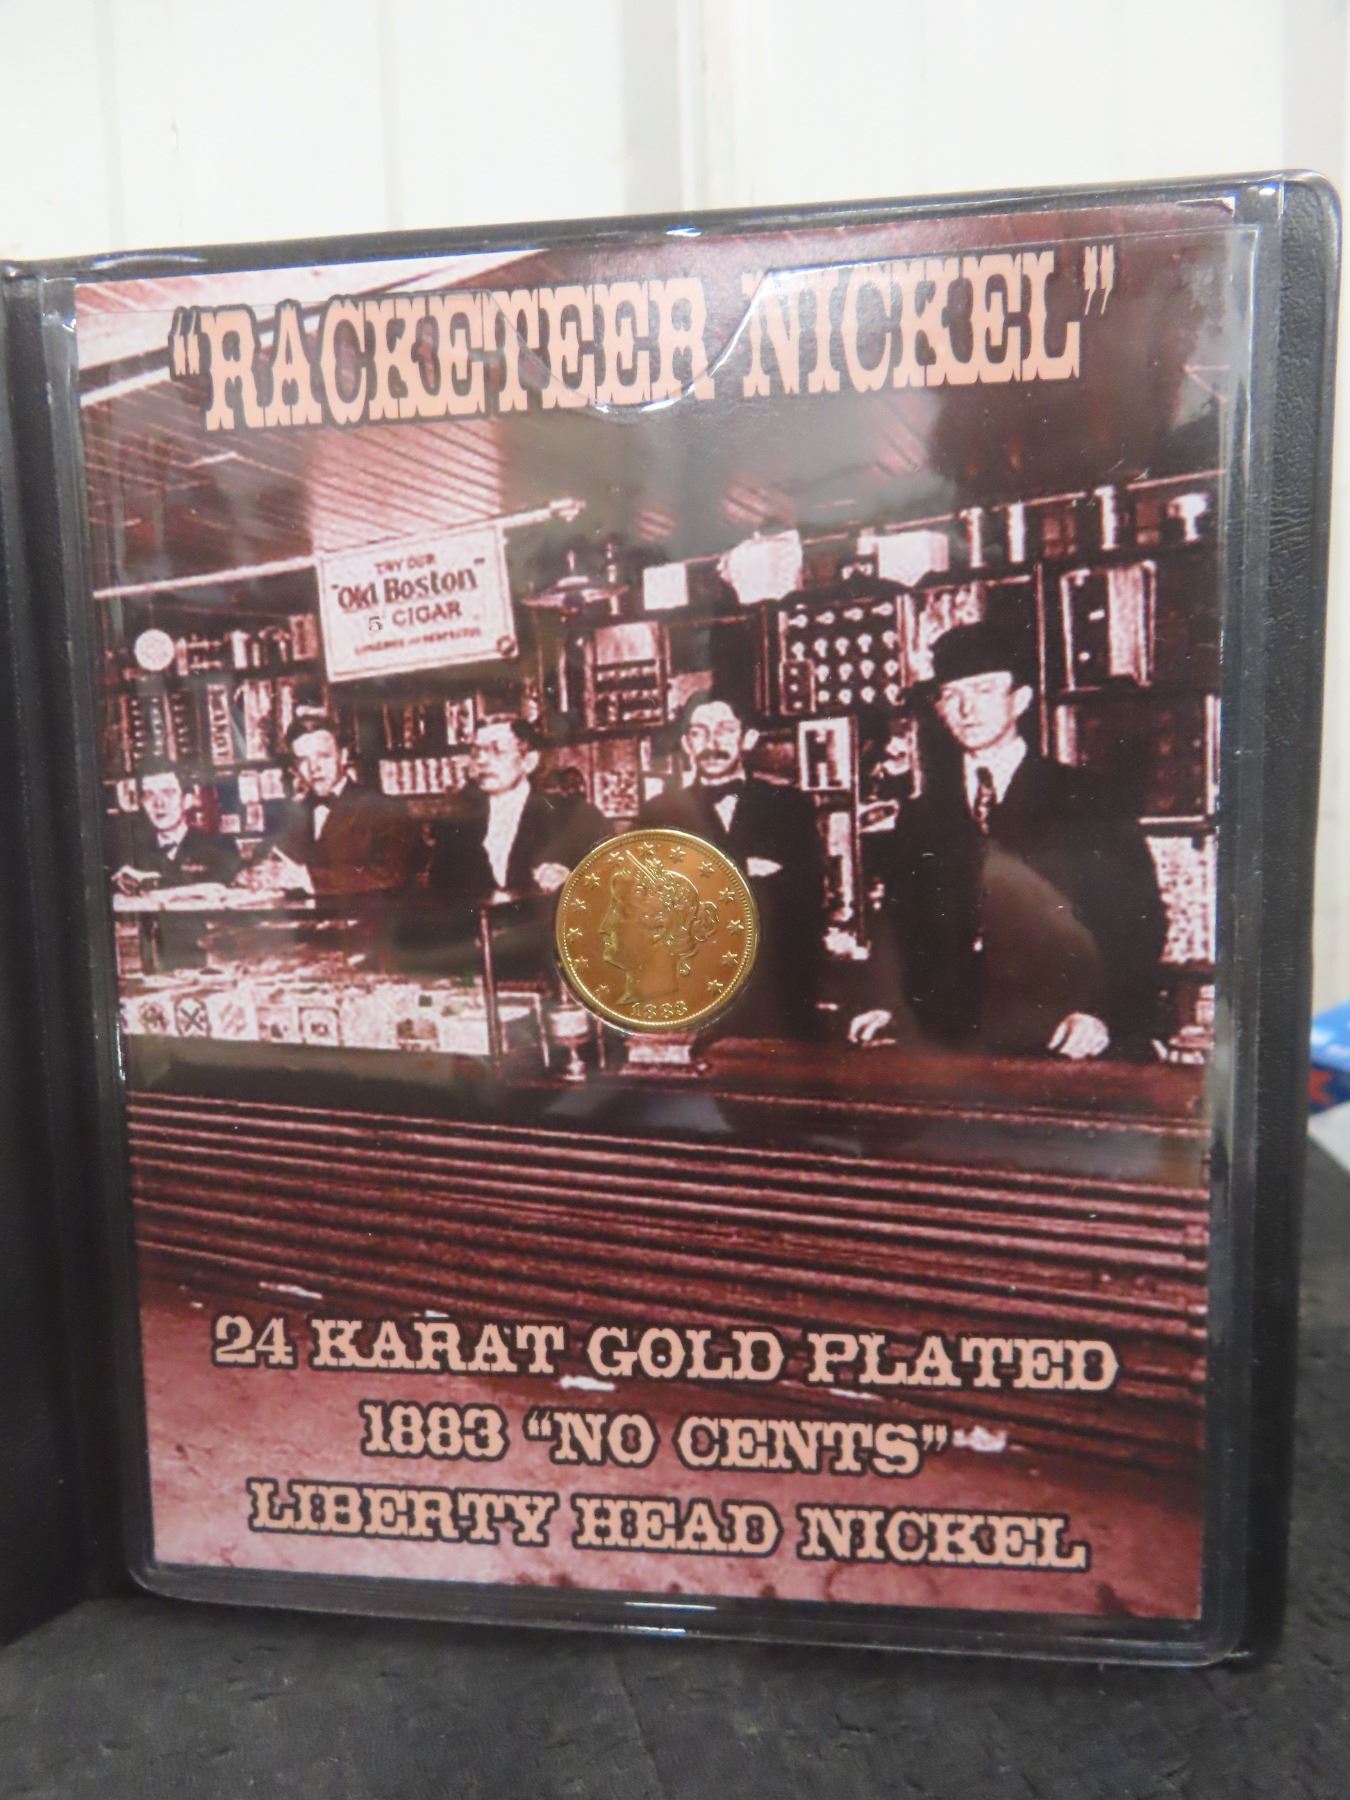 "RACKETEER NICKEL"
TRY OUR
"Old Boston"
5¢ CIGAR
1883
24 KARAT GOLD PLATED
1883 "NO CENTS"
LIBERTY HEAD NICKEL